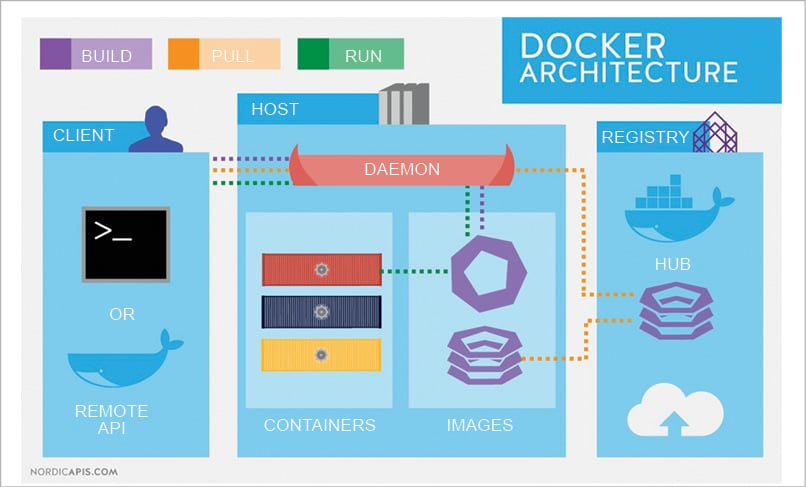 BUILD
PULL
RUN
DOCKER
ARCHITECTURE
CLIENT
HOST
REGISTRY
DAEMON
>_
OR
REMOTE
API
CONTAINERS
IMAGES
HUB
NORDICAPIS.COM